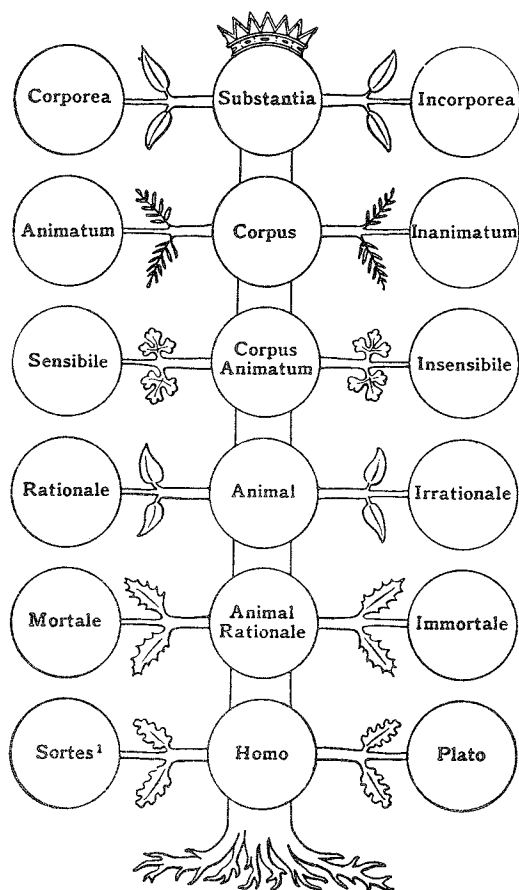 Corporea
Substantia
Incorporea
Animatum
Corpus
Inanimatum
Sensibile
Corpus
Animatum
Insensibile
Rationale
Animal
Irrationale
Mortale
Animal
Rationale
Immortale
Sortes¹
Homo
Plato